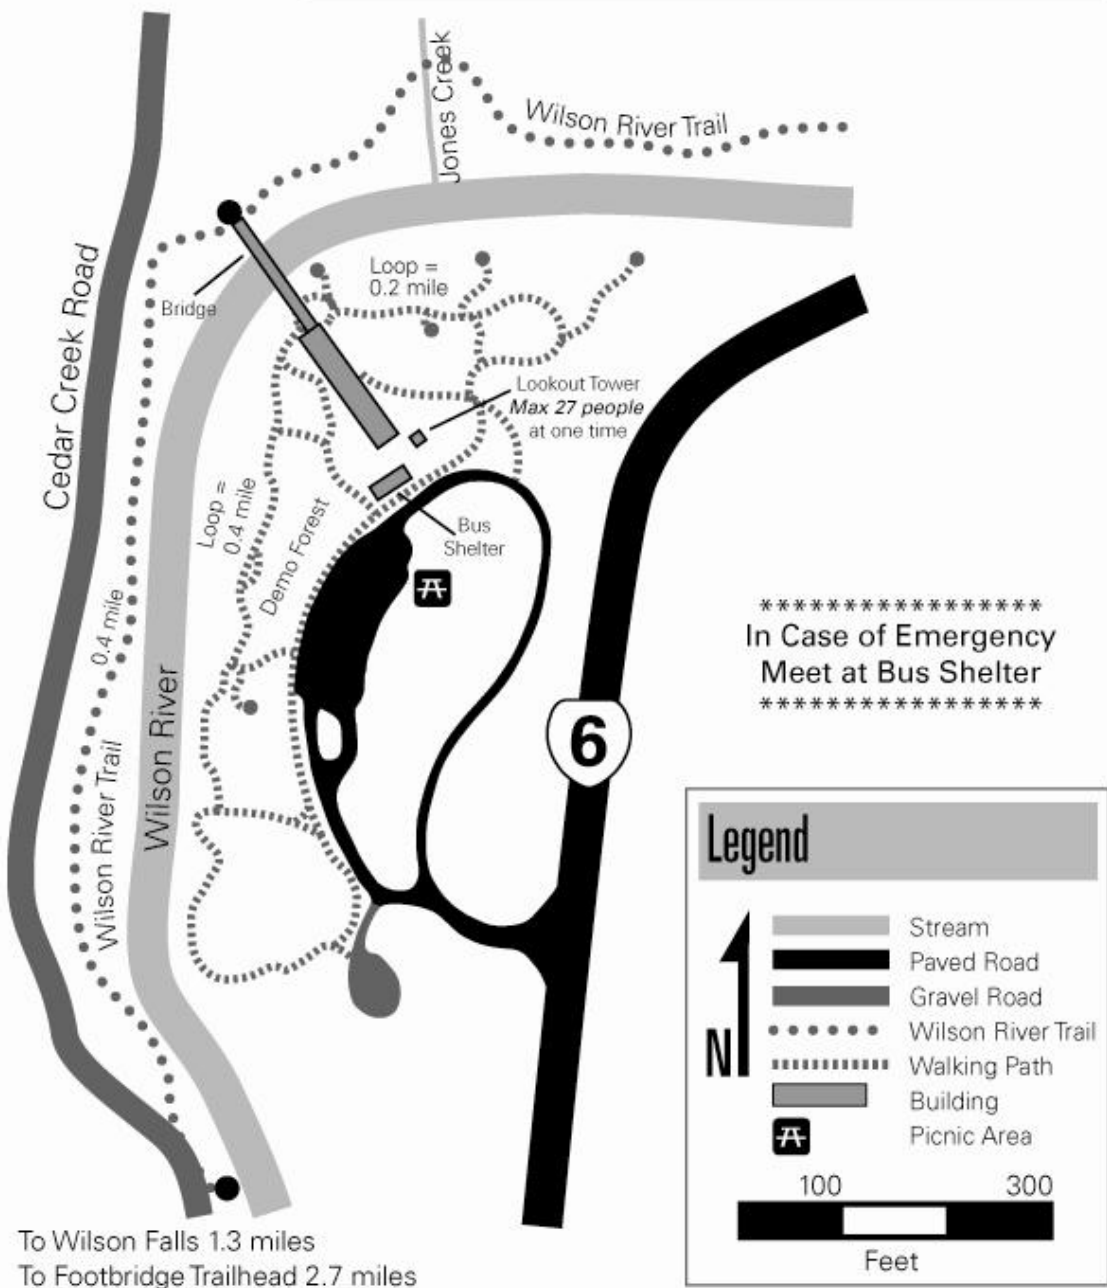 Jones Creek
Wilson River Trail
Cedar Creek Road
Bridge
Loop =
0.2 mile
Lookout Tower
Max 27 people
at one time
Loop =
0.4 mile
Demo Forest
Bus
Shelter
0.4 mile
Wilson River Trail
Wilson River
6
*****************
In Case of Emergency
Meet at Bus Shelter
*****************
Legend
N
Stream
Paved Road
Gravel Road
Wilson River Trail
Walking Path
Building
Picnic Area
100 300
Feet
To Wilson Falls 1.3 miles
To Footbridge Trailhead 2.7 miles